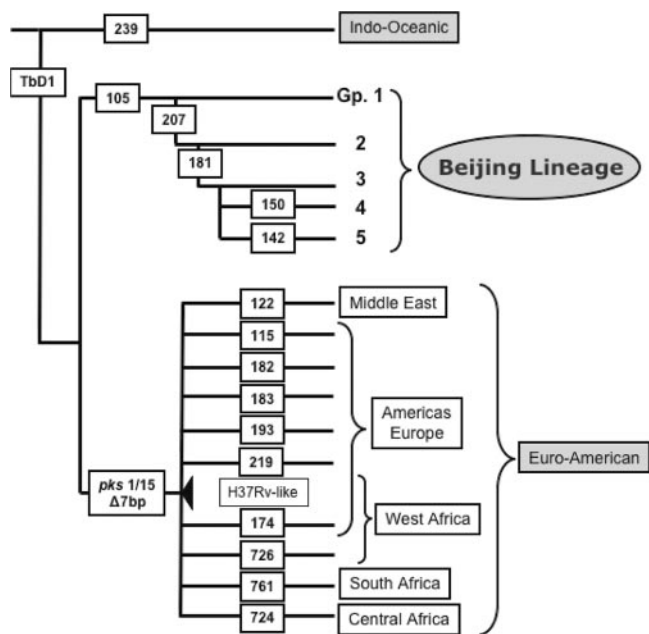 239
Indo-Oceanic
TbD1
105
Gp. 1
207
2
181
3
150
4
142
5
Beijing Lineage
122
Middle East
115
182
183
193
219
Americas
Europe
pks 1/15
Δ7bp
H37Rv-like
174
West Africa
726
761
South Africa
724
Central Africa
Euro-American